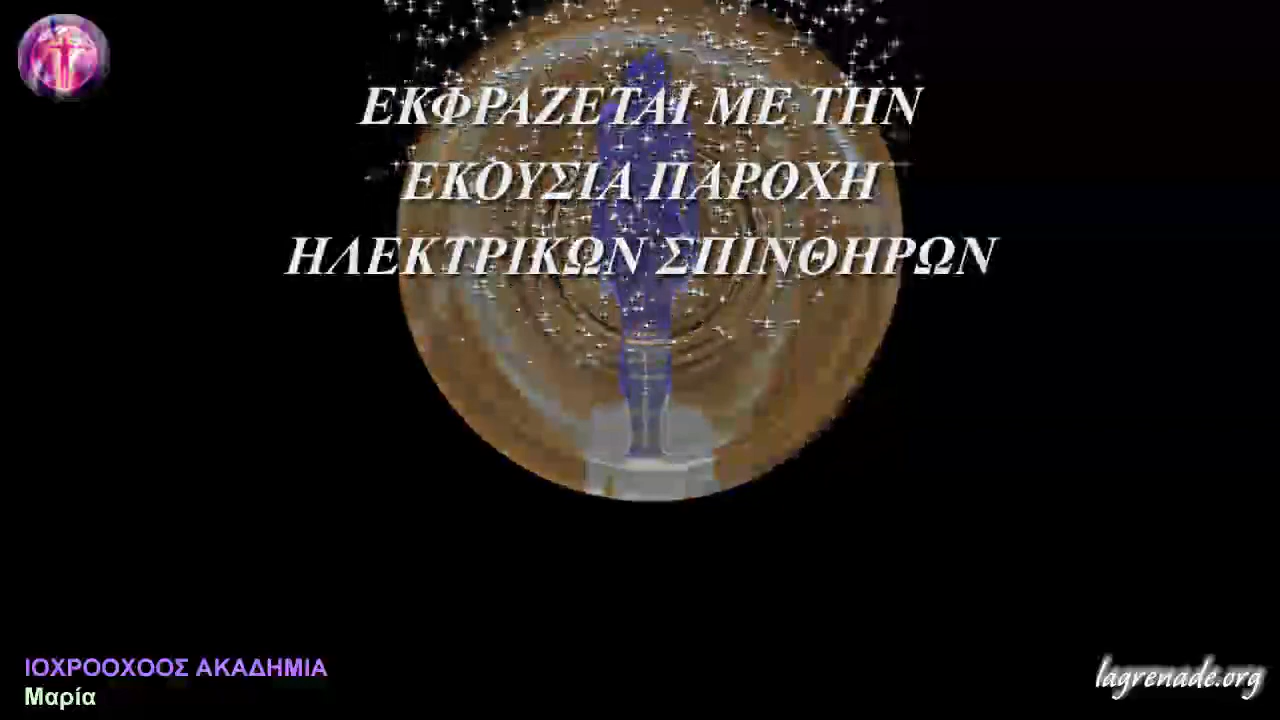 ΕΚΦΡΑΖΕΤΑΙ ΜΕ ΤΗΝ
ΕΚΟΥΣΙΑ ΠΑΡΟΧΗ
ΗΛΕΚΤΡΙΚΩΝ ΣΠΙΝΘΗΡΩΝ
ΙΟΧΡΟΟΧΟΟΣ ΑΚΑΔΗΜΙΑ
Μαρία
lagrenade.org